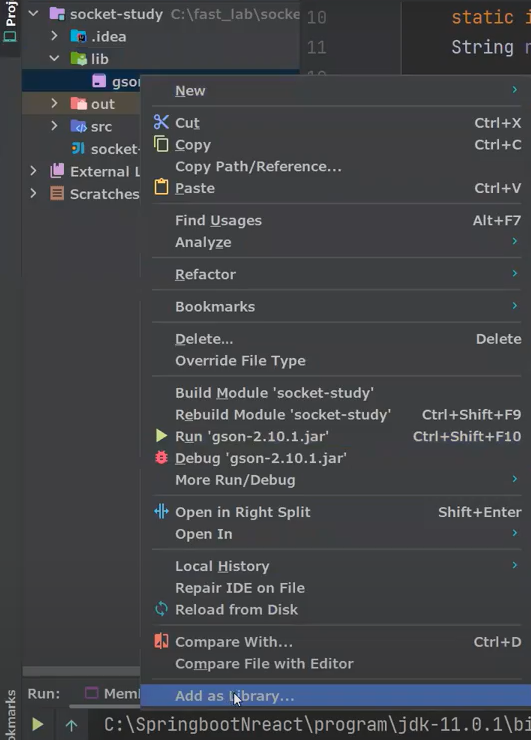 Proj
socket-study C:\fast_lab\socke
.idea
lib
gson
out
src
socket-
External L
Scratches
10
static i
11
String n
New
Cut Ctrl+X
Copy Ctrl+C
Copy Path/Reference...
Paste Ctrl+V
Find Usages Alt+F7
Analyze
Refactor
Bookmarks
Delete... Delete
Override File Type
Build Module 'socket-study'
Rebuild Module 'socket-study' Ctrl+Shift+F9
Run 'gson-2.10.1.jar' Ctrl+Shift+F10
Debug 'gson-2.10.1.jar'
More Run/Debug
Open in Right Split Shift+Enter
Open In
Local History
Repair IDE on File
Reload from Disk
Compare With... Ctrl+D
Compare File with Editor
Add as Library...
Run: Memb
okmarks
C:\SpringbootNreact\program\jdk-11.0.1\bi